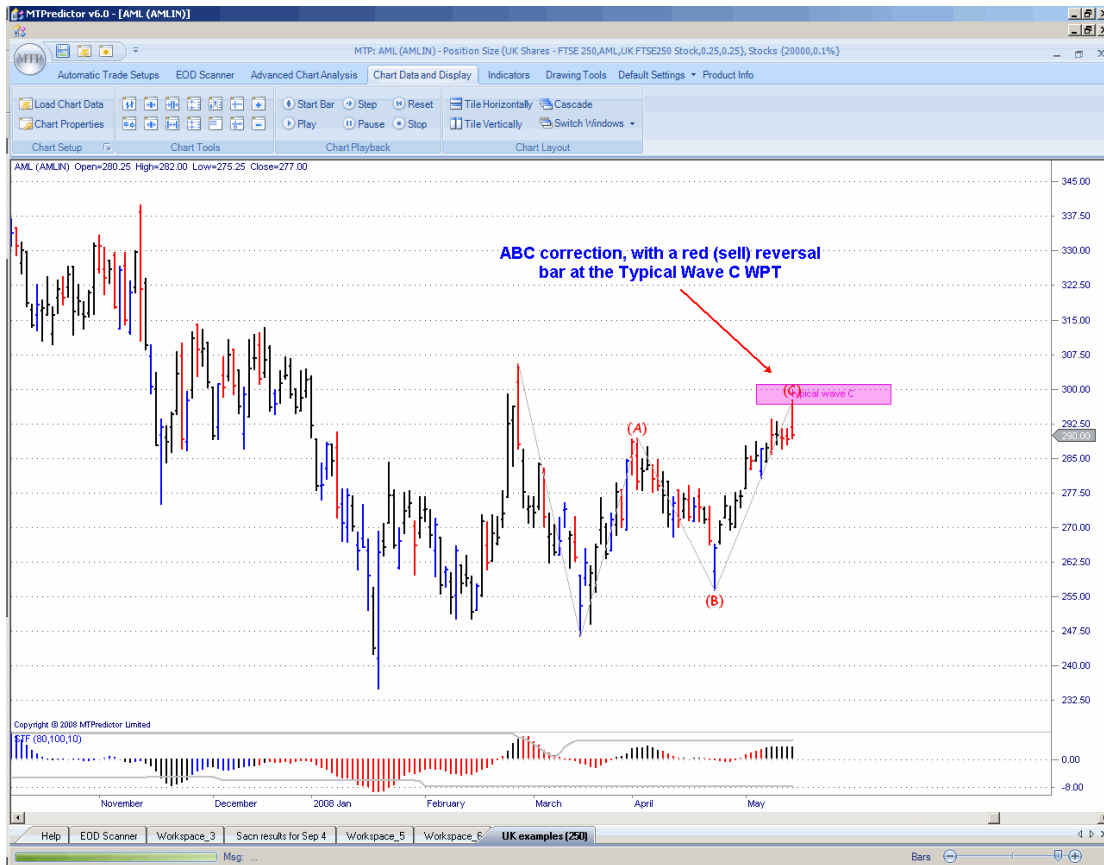 MTPredictor v6.0 - [AML (AMLIN)]
MTP
MTP: AML (AMLIN) - Position Size {UK Shares - FTSE 250,AML,UK FTSE250 Stock,0.25,0.25}, Stocks {20000,0.1%}
Automatic Trade Setups EOD Scanner Advanced Chart Analysis Chart Data and Display Indicators Drawing Tools Default Settings Product Info
Load Chart Data
Chart Properties
Start Bar Step Reset
Play Pause Stop
Tile Horizontally Cascade
Tile Vertically Switch Windows
Chart Setup Chart Tools Chart Playback Chart Layout
AML (AMLIN) Open=280.25 High=282.00 Low=275.25 Close=277.00
ABC correction, with a red (sell) reversal
bar at the Typical Wave C WPT
345.00
337.50
330.00
322.50
315.00
307.50
300.00
292.50
290.00
285.00
277.50
270.00
262.50
255.00
247.50
240.00
232.50
(C)
Typical wave C
(A)
(B)
Copyright © 2008 MTPredictor Limited
STF (80,100,10)
0.00
-8.00
November December 2008 Jan February March April May
Help EOD Scanner Workspace_3 Sacn results for Sep 4 Workspace_5 Workspace_6 UK examples (250)
Msg: ...
Bars